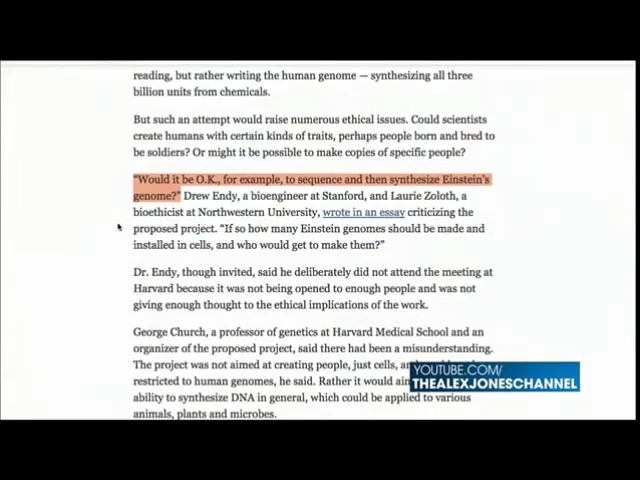 reading, but rather writing the human genome — synthesizing all three
billion units from chemicals.
But such an attempt would raise numerous ethical issues. Could scientists
create humans with certain kinds of traits, perhaps people born and bred to
be soldiers? Or might it be possible to make copies of specific people?
“Would it be O.K., for example, to sequence and then synthesize Einstein’s
genome?” Drew Endy, a bioengineer at Stanford, and Laurie Zoloth, a
bioethicist at Northwestern University, wrote in an essay criticizing the
proposed project. “If so how many Einstein genomes should be made and
installed in cells, and who would get to make them?”
Dr. Endy, though invited, said he deliberately did not attend the meeting at
Harvard because it was not being opened to enough people and was not
giving enough thought to the ethical implications of the work.
George Church, a professor of genetics at Harvard Medical School and an
organizer of the proposed project, said there had been a misunderstanding.
The project was not aimed at creating people, just cells,
restricted to human genomes, he said. Rather it would
ability to synthesize DNA in general, which could be applied to various
animals, plants and microbes.
YOUTUBE.COM/
THEALEXJONESCHANNEL